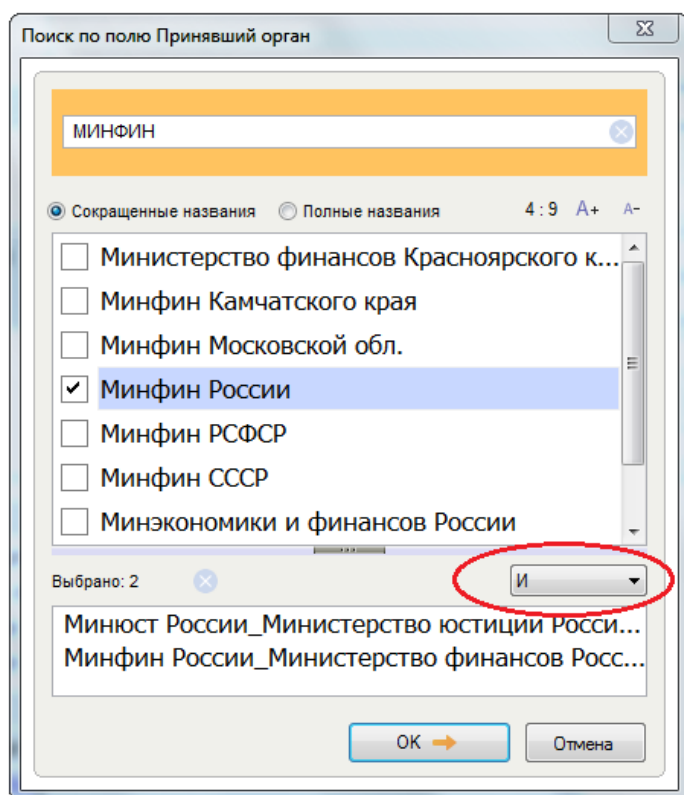 Поиск по полю Принявший орган
МИНФИН
Сокращенные названия Полные названия 4 : 9 A+ A-
Министерство финансов Красноярского к...
Минфин Камчатского края
Минфин Московской обл.
Минфин России
Минфин РСФСР
Минфин СССР
Минэкономики и финансов России
Выбрано: 2 И
Минюст России_Министерство юстиции Росси...
Минфин России_Министерство финансов Росс...
OK Отмена